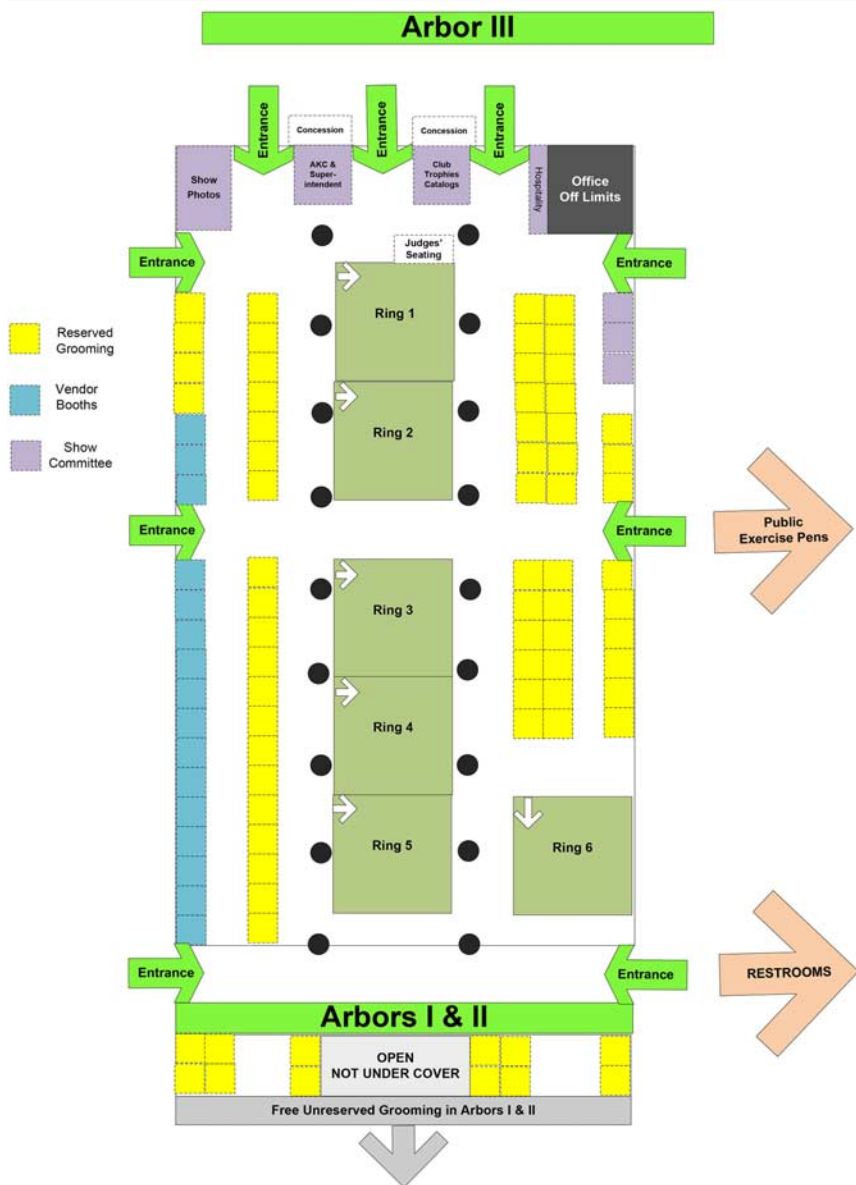 Arbor III
Entrance
Entrance
Entrance
Concession
Concession
Show
Photos
AKC &
Super-
intendent
Club
Trophies
Catalogs
Hospitality
Office
Off Limits
Judges'
Seating
Entrance
Entrance
Ring 1
Reserved
Grooming
Vendor
Booths
Show
Committee
Ring 2
Entrance
Entrance
Public
Exercise Pens
Ring 3
Ring 4
Ring 5
Ring 6
Entrance
Entrance
RESTROOMS
Arbors I & II
OPEN
NOT UNDER COVER
Free Unreserved Grooming in Arbors I & II